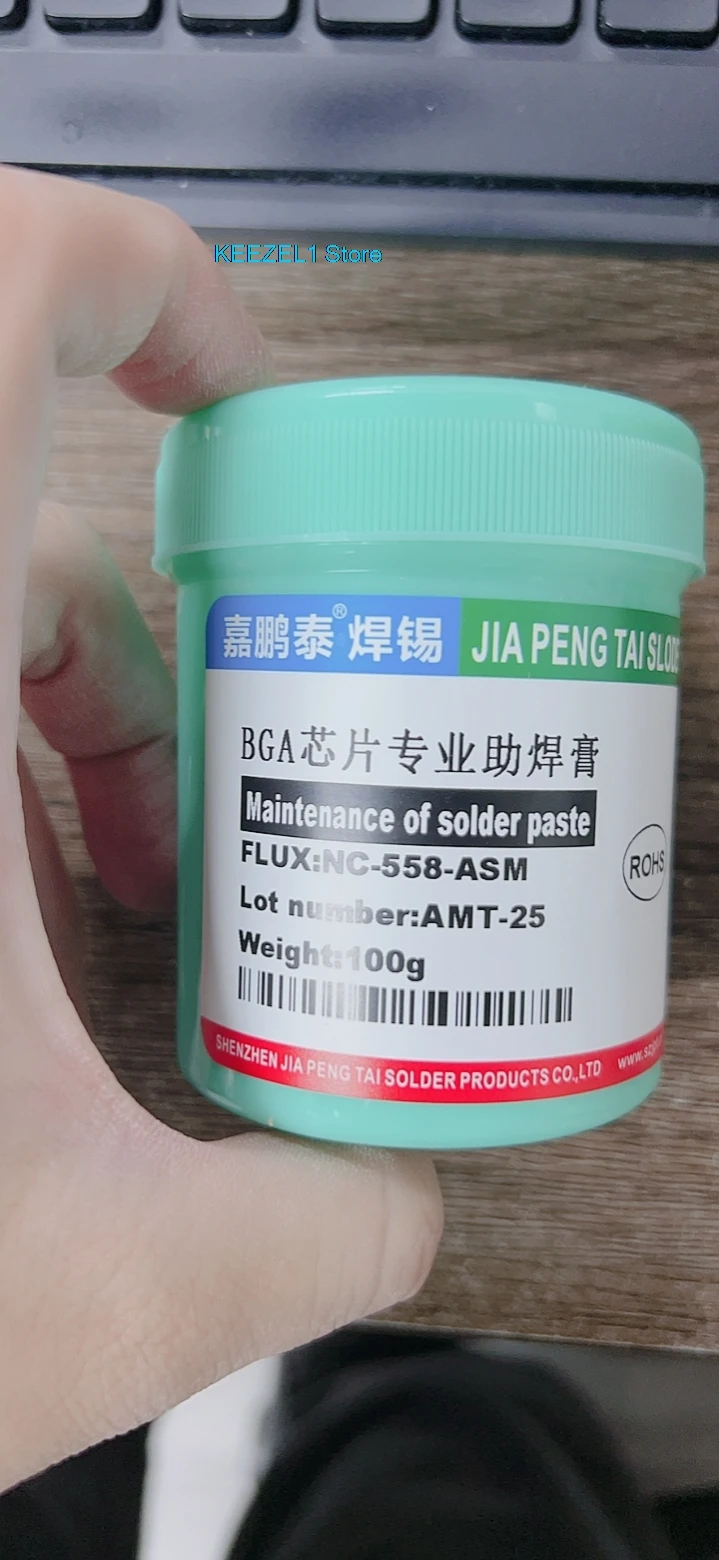 KEEZEL1 Store
嘉鹏泰® 焊锡 JIA PENG TAI
BGA芯片专业助焊膏
Maintenance of solder paste
FLUX:NC-558-ASM
ROHS
Lot number:AMT-25
Weight:100g
SHENZHEN JIA PENG TAI SOLDER PRODUCTS CO.,LTD